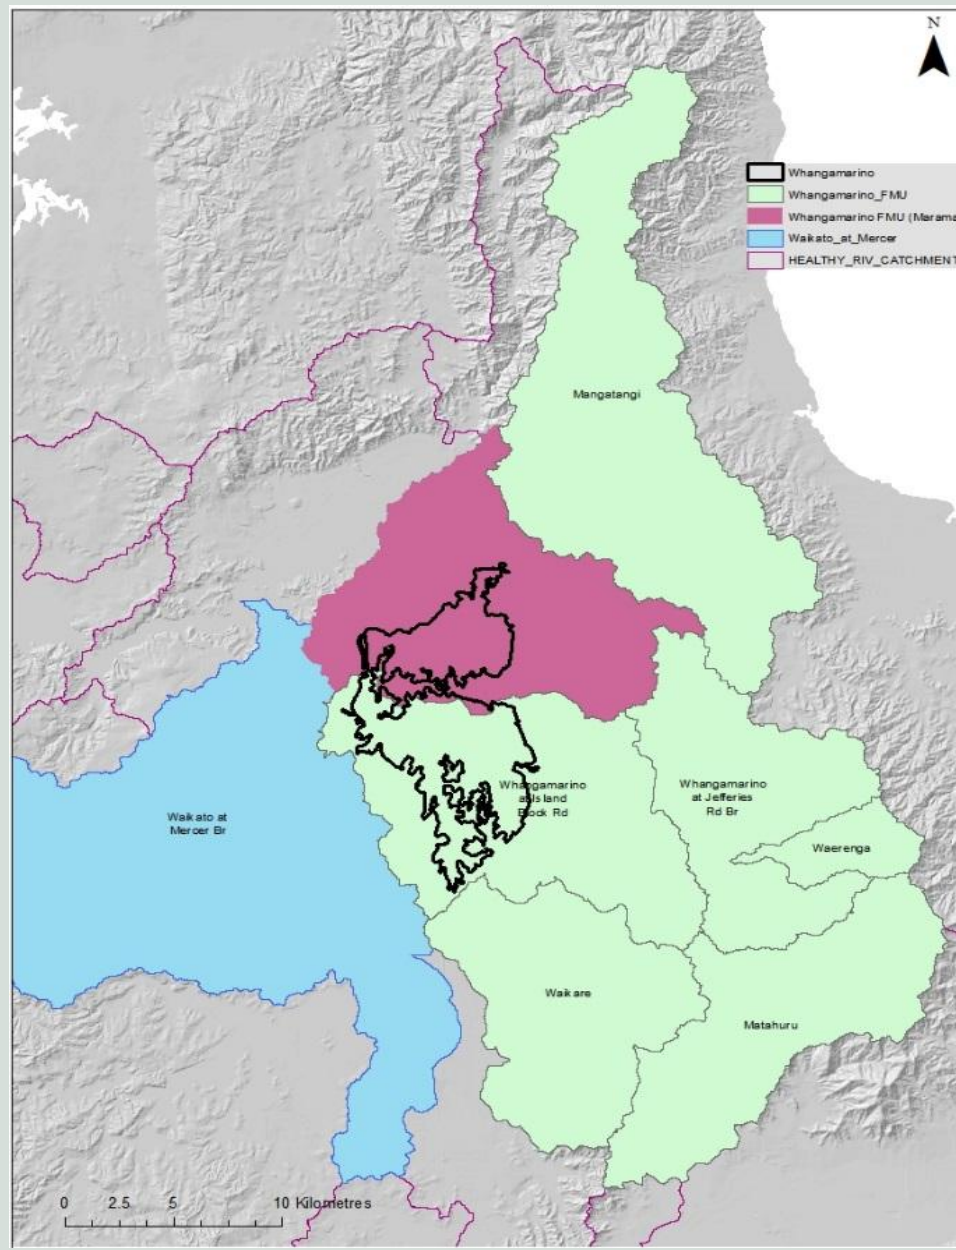 N
Whangamarino
Whangamarino_FMU
Whangamarino FMU (Marama
Waikato_at_Mercer
HEALTHY_RIV_CATCHMENT
Mangatangi
Whangamarino
at Island
Block Rd
Whangamarino
at Jefferies
Rd Br
Waikato at
Mercer Br
Waerenga
Waikare
Matahuru
0 2.5 5 10 Kilometres